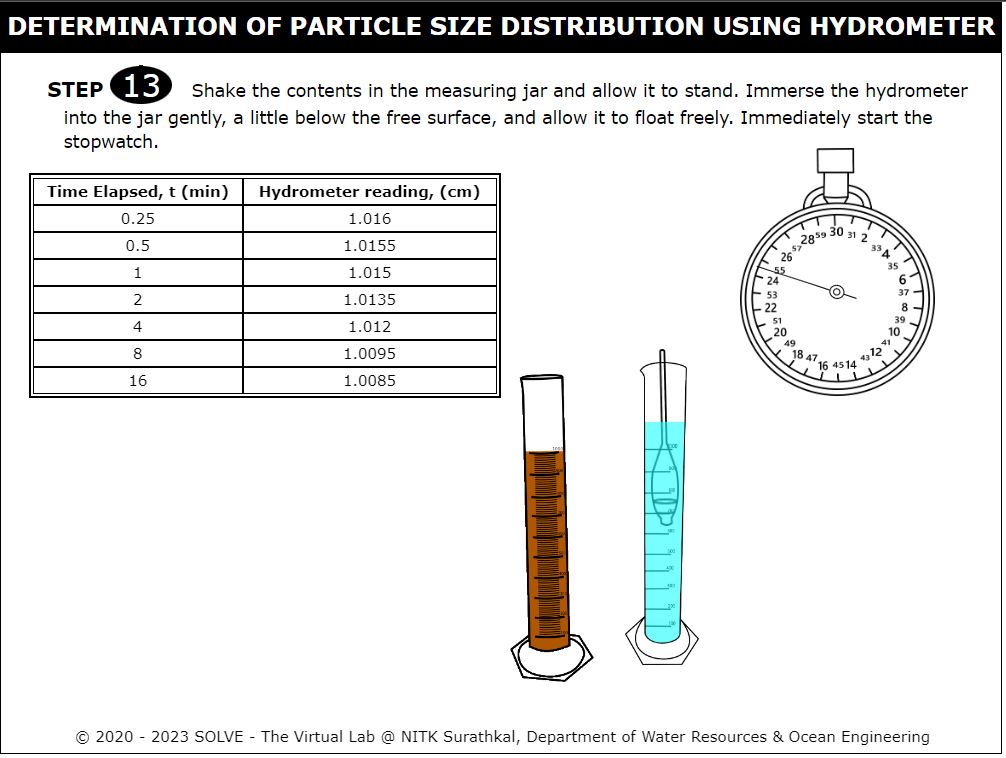 DETERMINATION OF PARTICLE SIZE DISTRIBUTION USING HYDROMETER
STEP 13 Shake the contents in the measuring jar and allow it to stand. Immerse the hydrometer
into the jar gently, a little below the free surface, and allow it to float freely. Immediately start the
stopwatch.
Time Elapsed, t (min) Hydrometer reading, (cm)
0.25 1.016
0.5 1.0155
1 1.015
2 1.0135
4 1.012
8 1.0095
16 1.0085
28 59 30 31 2
57 33 4
26 35
55
24 6
53 37
22 8
51 39
20 10
49 41
18 47 16 45 14 43 12
© 2020 - 2023 SOLVE - The Virtual Lab @ NITK Surathkal, Department of Water Resources & Ocean Engineering